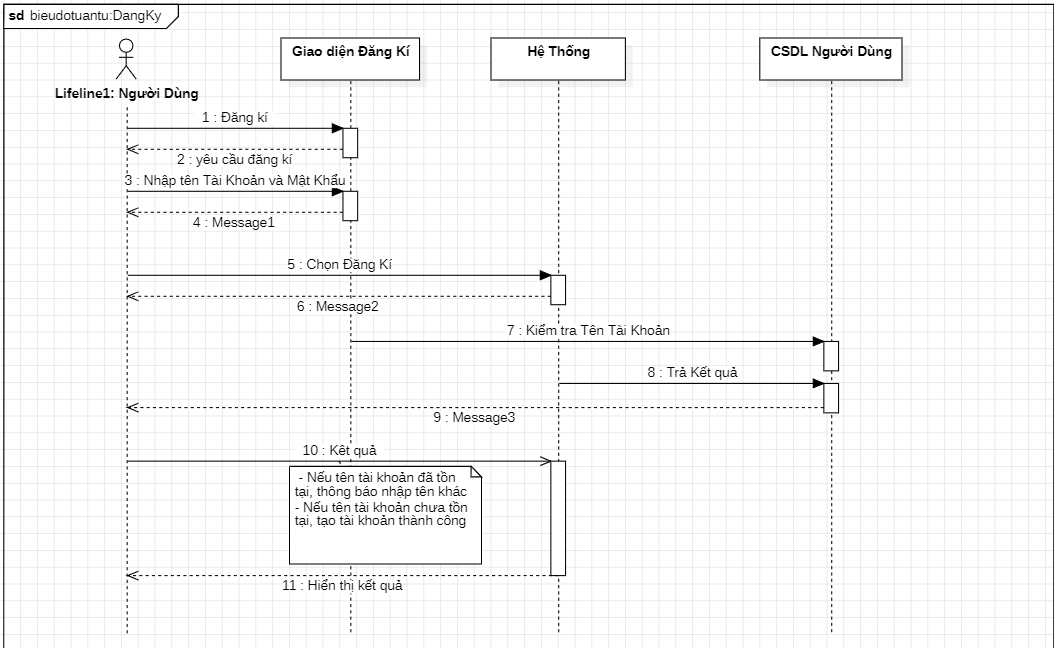 sd bieudotuantu:DangKy
Giao diện Đăng Kí
Hệ Thống
CSDL Người Dùng
Lifeline1: Người Dùng
1 : Đăng kí
2 : yêu cầu đăng kí
3 : Nhập tên Tài Khoản và Mật Khẩu
4 : Message1
5 : Chọn Đăng Kí
6 : Message2
7 : Kiểm tra Tên Tài Khoản
8 : Trả Kết quả
9 : Message3
10 : Kêt quả
- Nếu tên tài khoản đã tồn
tại, thông báo nhập tên khác
- Nếu tên tài khoản chưa tồn
tại, tạo tài khoản thành công
11 : Hiển thị kết quả